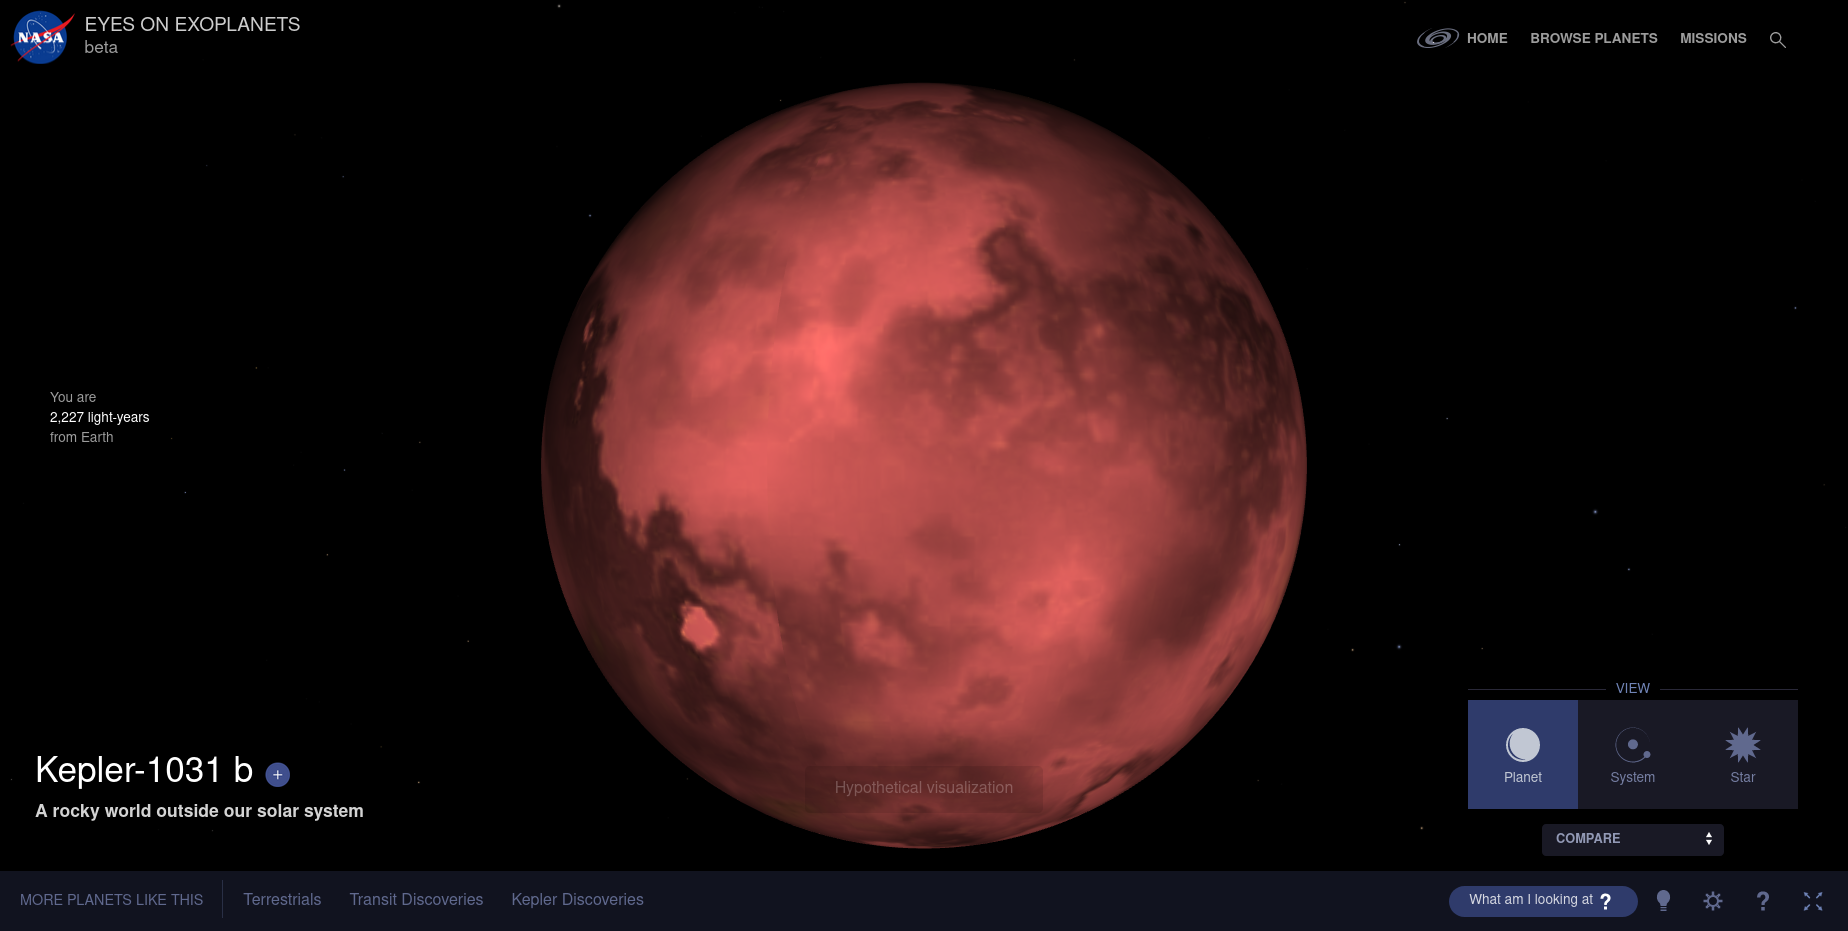 NASA
EYES ON EXOPLANETS
beta
HOME
BROWSE PLANETS
MISSIONS
You are
2,227 light-years
from Earth
Kepler-1031 b +
A rocky world outside our solar system
Hypothetical visualization
VIEW
Planet
System
Star
COMPARE
MORE PLANETS LIKE THIS
Terrestrials
Transit Discoveries
Kepler Discoveries
What am I looking at ?
?